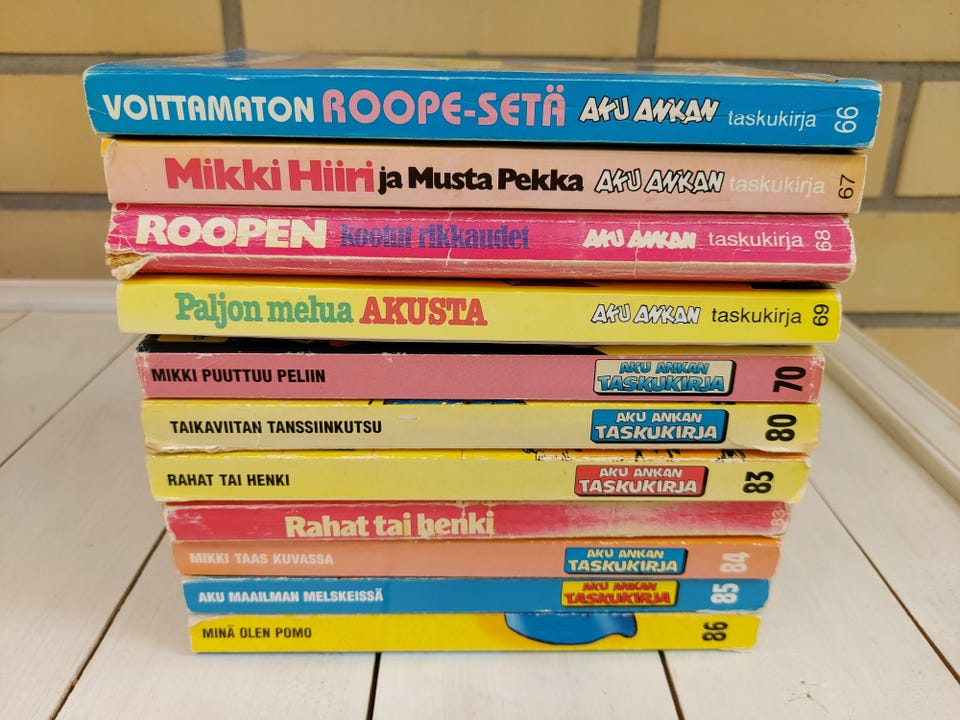 VOITTAMATON ROOPE-SETÄ AKU ANKAN taskukirja 66
Mikki Hiiri ja Musta Pekka AKU ANKAN taskukirja 67
ROOPEN kootut rikkaudet AKU ANKAN taskukirja 68
Paljon melua AKUSTA AKU ANKAN taskukirja 69
MIKKI PUUTTUU PELIIN AKU ANKAN TASKUKIRJA 70
TAIKAVIITAN TANSSIINKUTSU AKU ANKAN TASKUKIRJA 80
RAHAT TAI HENKI AKU ANKAN TASKUKIRJA 83
Rahat tai henki 83
MIKKI TAAS KUVASSA AKU ANKAN TASKUKIRJA 84
AKU MAAILMAN MELSKEISSÄ AKU ANKAN TASKUKIRJA 85
MINÄ OLEN POMO 86